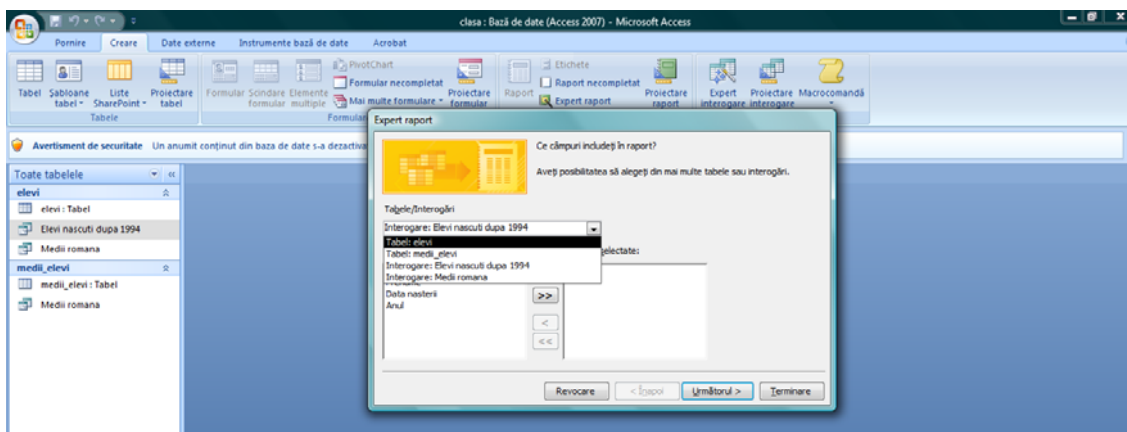 clasa : Bază de date (Access 2007) - Microsoft Access
Pornire Creare Date externe Instrumente bază de date Acrobat
Tabel
Șabloane tabel
Liste SharePoint
Proiectare tabel
Tabele
Formular
Scindare formular
Elemente multiple
PivotChart
Formular necompletat
Mai multe formulare
Proiectare formular
Formular
Raport
Etichete
Raport necompletat
Expert raport
Proiectare raport
Expert interogare
Proiectare interogare
Macrocomandă
Avertisment de securitate Un anumit conținut din baza de date s-a dezactiva
Toate tabelele
elevi
elevi : Tabel
Elevi nascuti dupa 1994
Medii romana
medii_elevi
medii_elevi : Tabel
Medii romana
Expert raport
Ce câmpuri includeți în raport?
Aveți posibilitatea să alegeți din mai multe tabele sau interogări.
Tabele/Interogări
Interogare: Elevi nascuti dupa 1994
Tabel: elevi
Tabel: medii_elevi
Interogare: Elevi nascuti dupa 1994
Interogare: Medii romana
selectate:
Data nasterii
Anul
>>
<
<<
Revocare < Înapoi Următorul > Terminare